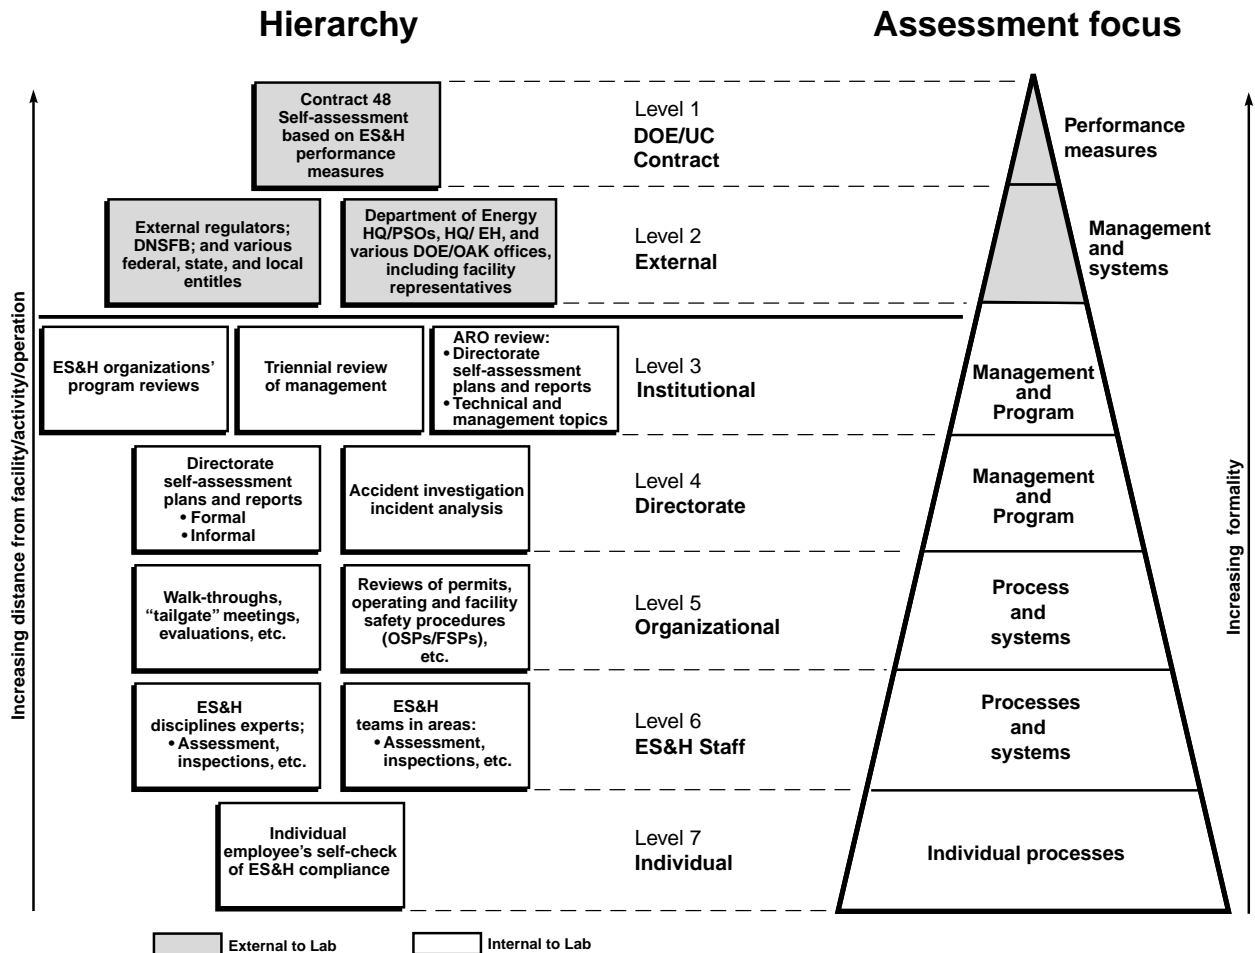 Hierarchy
Assessment focus
Increasing distance from facility/activity/operation
Contract 48
Self-assessment
based on ES&H
performance
measures
Level 1
DOE/UC
Contract
Performance
measures
External regulators;
DNSFB; and various
federal, state, and local
entitles
Department of Energy
HQ/PSOs, HQ/ EH, and
various DOE/OAK offices,
including facility
representatives
Level 2
External
Management
and
systems
ES&H organizations’
program reviews
Triennial review
of management
ARO review:
• Directorate
self-assessment
plans and reports
• Technical and
management topics
Level 3
Institutional
Management
and
Program
Directorate
self-assessment
plans and reports
• Formal
• Informal
Accident investigation
incident analysis
Level 4
Directorate
Management
and
Program
Walk-throughs,
“tailgate” meetings,
evaluations, etc.
Reviews of permits,
operating and facility
safety procedures
(OSPs/FSPs),
etc.
Level 5
Organizational
Process
and
systems
ES&H
disciplines experts;
• Assessment,
inspections, etc.
ES&H
teams in areas:
• Assessment,
inspections, etc.
Level 6
ES&H Staff
Processes
and
systems
Individual
employee’s self-check
of ES&H compliance
Level 7
Individual
Individual processes
Increasing formality
External to Lab
Internal to Lab